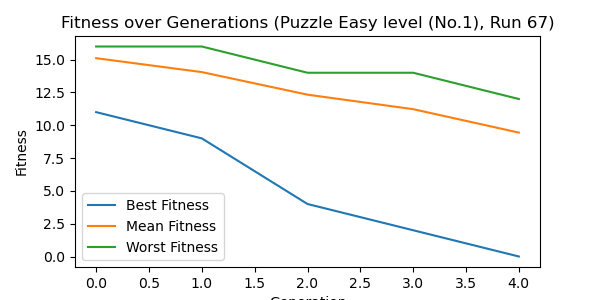 Fitness over Generations (Puzzle Easy level (No.1), Run 67)
Fitness
15.0
12.5
10.0
7.5
5.0
2.5
0.0
Best Fitness
Mean Fitness
Worst Fitness
0.0 0.5 1.0 1.5 2.0 2.5 3.0 3.5 4.0
Generation